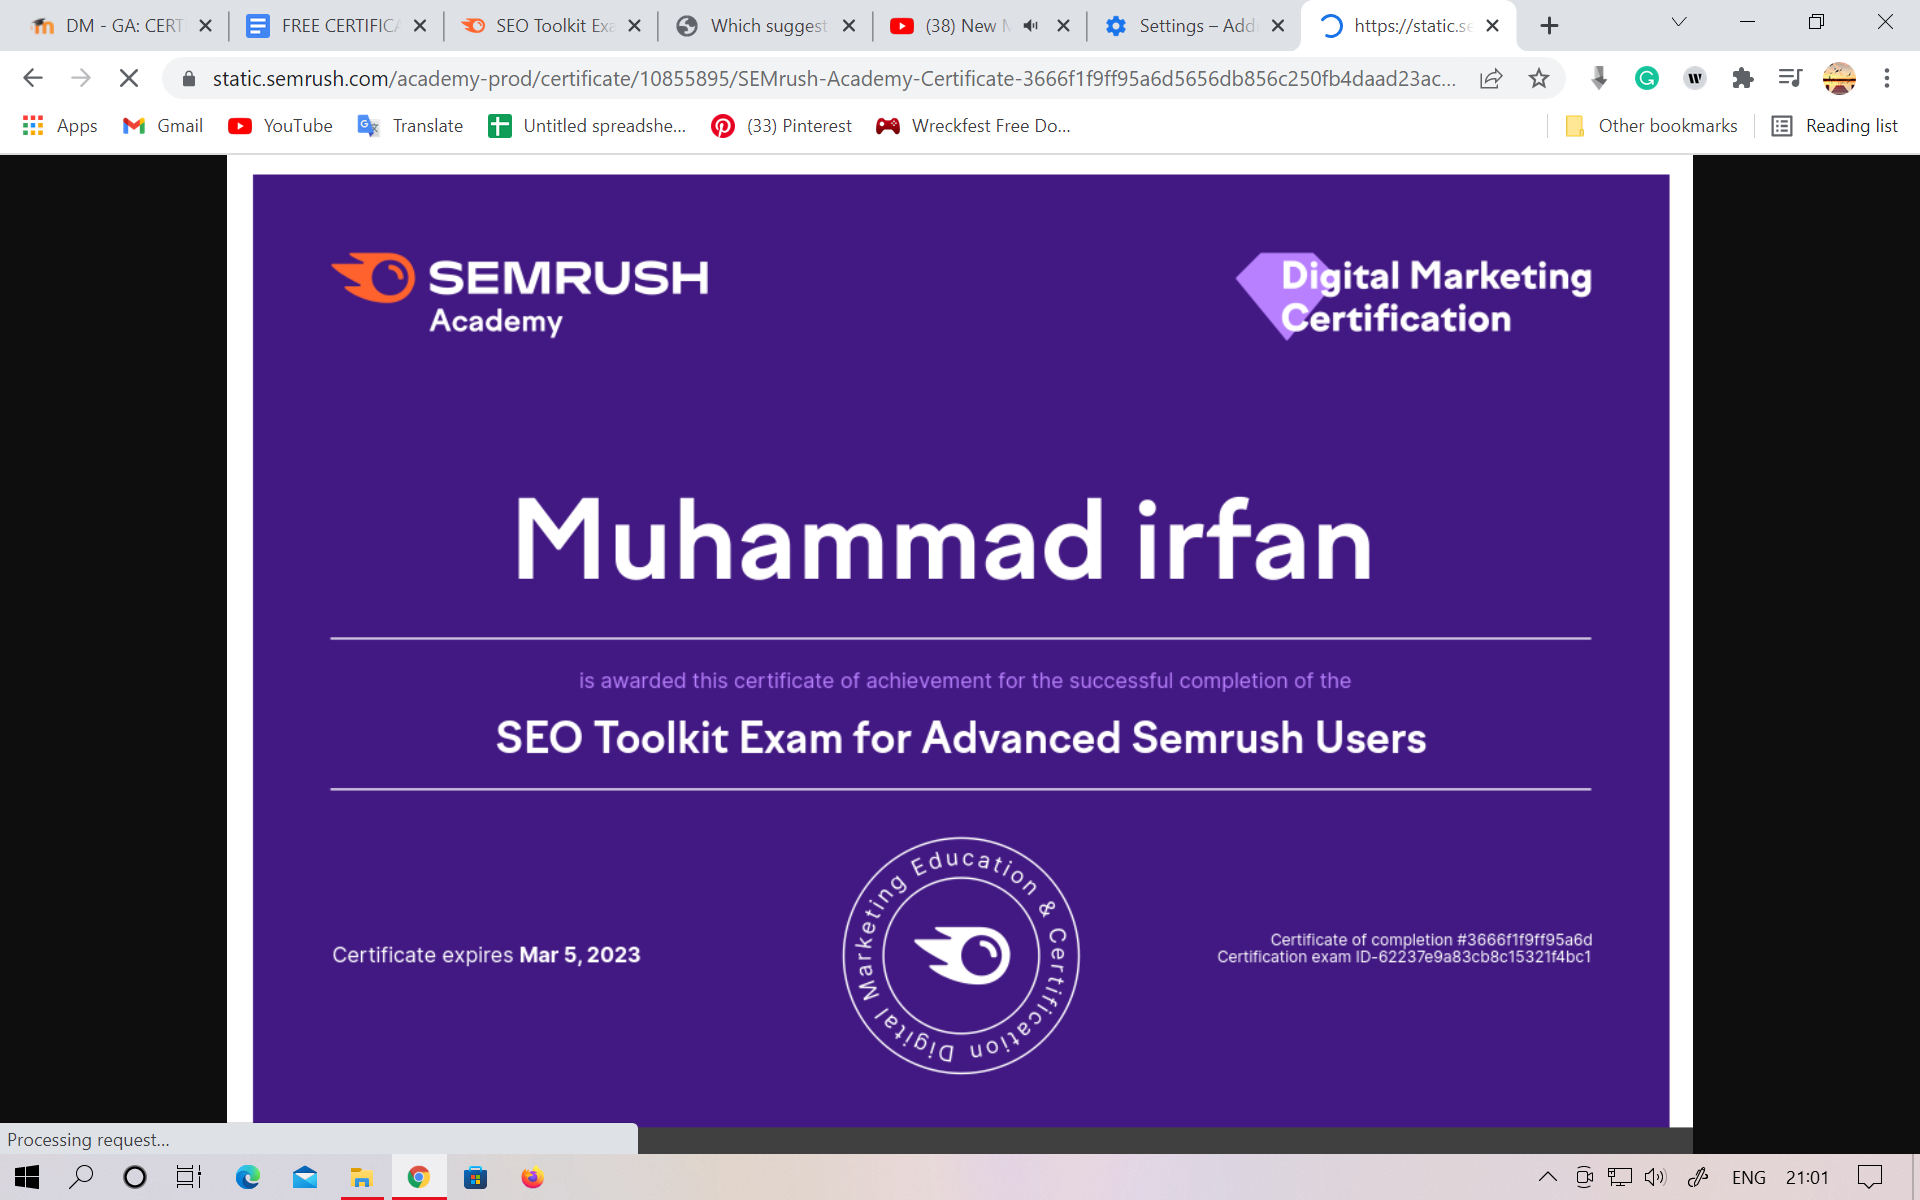 DM - GA: CERT
FREE CERTIFICA
SEO Toolkit Exa
Which suggest
(38) New M
Settings – Add
https://static.se
static.semrush.com/academy-prod/certificate/10855895/SEMrush-Academy-Certificate-3666f1f9ff95a6d5656db856c250fb4daad23ac...
Apps
Gmail
YouTube
Translate
Untitled spreadshe...
(33) Pinterest
Wreckfest Free Do...
Other bookmarks
Reading list
SEMRUSH
Academy
Digital Marketing
Certification
Muhammad irfan
is awarded this certificate of achievement for the successful completion of the
SEO Toolkit Exam for Advanced Semrush Users
Certificate expires Mar 5, 2023
Digital Marketing Education & Certification
Certificate of completion #3666f1f9ff95a6d
Certification exam ID-62237e9a83cb8c15321f4bc1
Processing request...
ENG
21:01